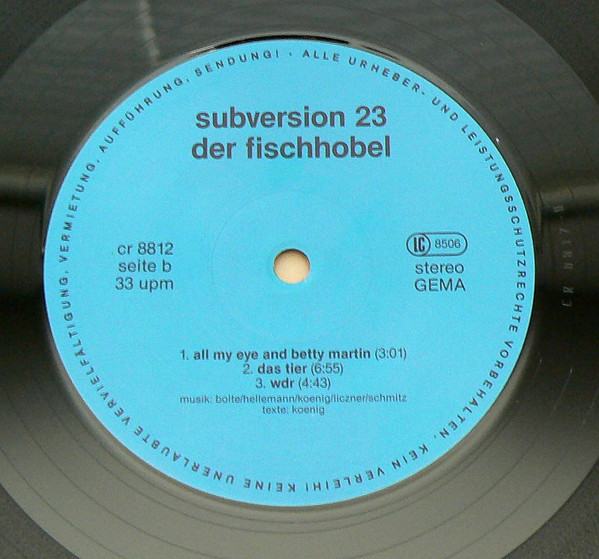 ALLE URHEBER- UND LEISTUNGSSCHUTZRECHTE VORBEHALTEN. KEIN VERLEIH! KEINE UNERLAUBTE VERVIELFÄLTIGUNG, VERMIETUNG, AUFFÜHRUNG, SENDUNG! ·
subversion 23
der fischhobel
cr 8812
seite b
33 upm
LC 8506
stereo
GEMA
1. all my eye and betty martin (3:01)
2. das tier (6:55)
3. wdr (4:43)
musik: bolte/hellemann/koenig/liczner/schmitz
texte: koenig